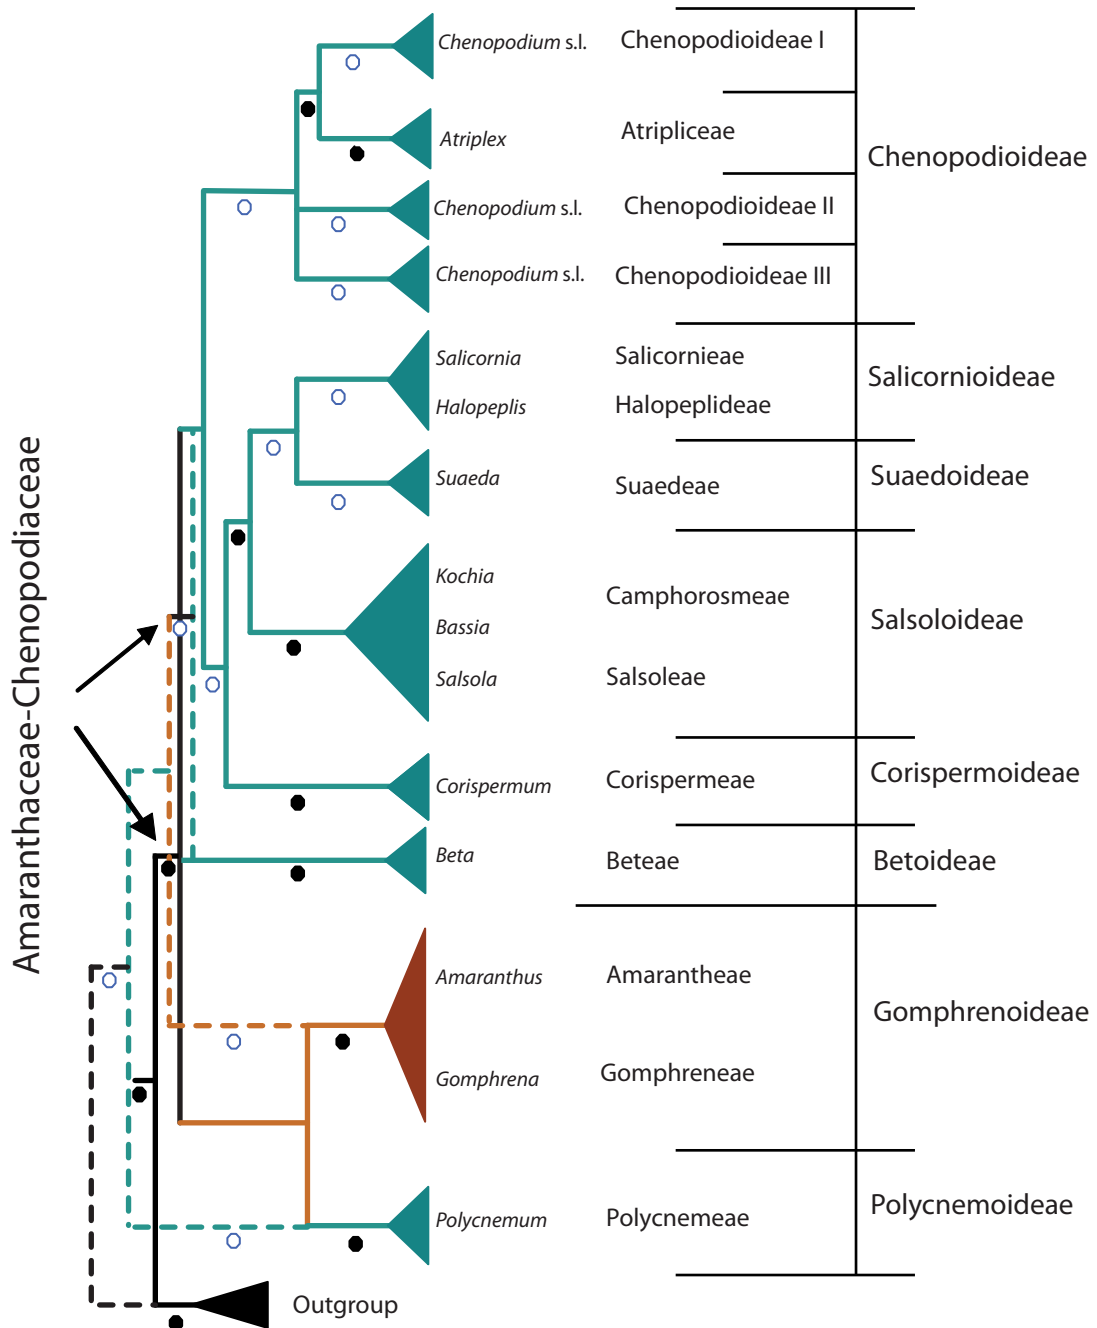 Chenopodium s.l. Chenopodioideae I
Atriplex Atripliceae
Chenopodioideae
Chenopodium s.l. Chenopodioideae II
Chenopodium s.l. Chenopodioideae III
Salicornia Salicornieae
Salicornioideae
Halopeplis Halopeplideae
Suaeda Suaedeae Suaedoideae
Kochia Camphorosmeae
Bassia Salsoloideae
Salsola Salsoleae
Corispermum Corispermeae Corispermoideae
Beta Beteae Betoideae
Amaranthus Amarantheae
Gomphrenoideae
Gomphrena Gomphreneae
Polycnemum Polycnemeae Polycnemoideae
Outgroup
Amaranthaceae-Chenopodiaceae